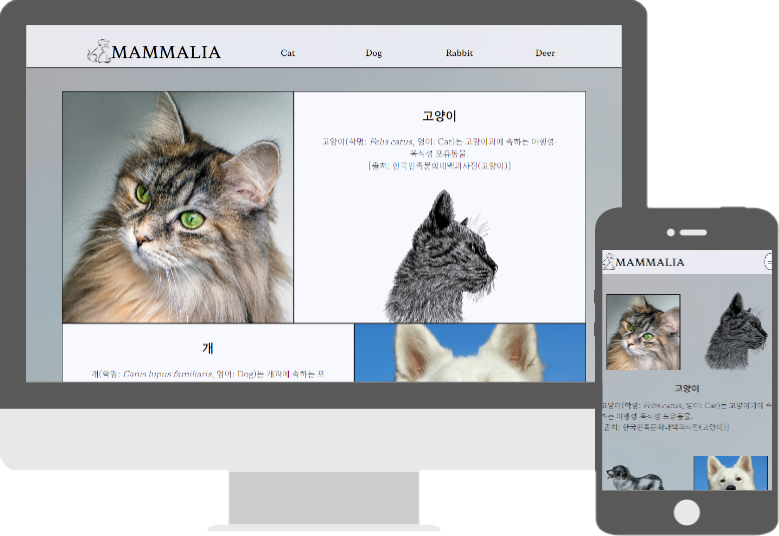 MAMMALIA
Cat
Dog
Rabbit
Deer
고양이
고양이(학명: Felis catus, 영어: Cat)는 고양이과에 속하는 야행성·
육식성 포유동물.
[출처: 한국민족문화대백과사전(고양이)]
개
개(학명: Canis lupus familiaris, 영어: Dog)는 개과에 속하는 포
MAMMALIA
고양이
고양이(학명: Felis catus, 영어: Cat)는 고양이과에 속
하는 야행성·육식성 포유동물.
출처: 한국민족문화대백과사전(고양이)]